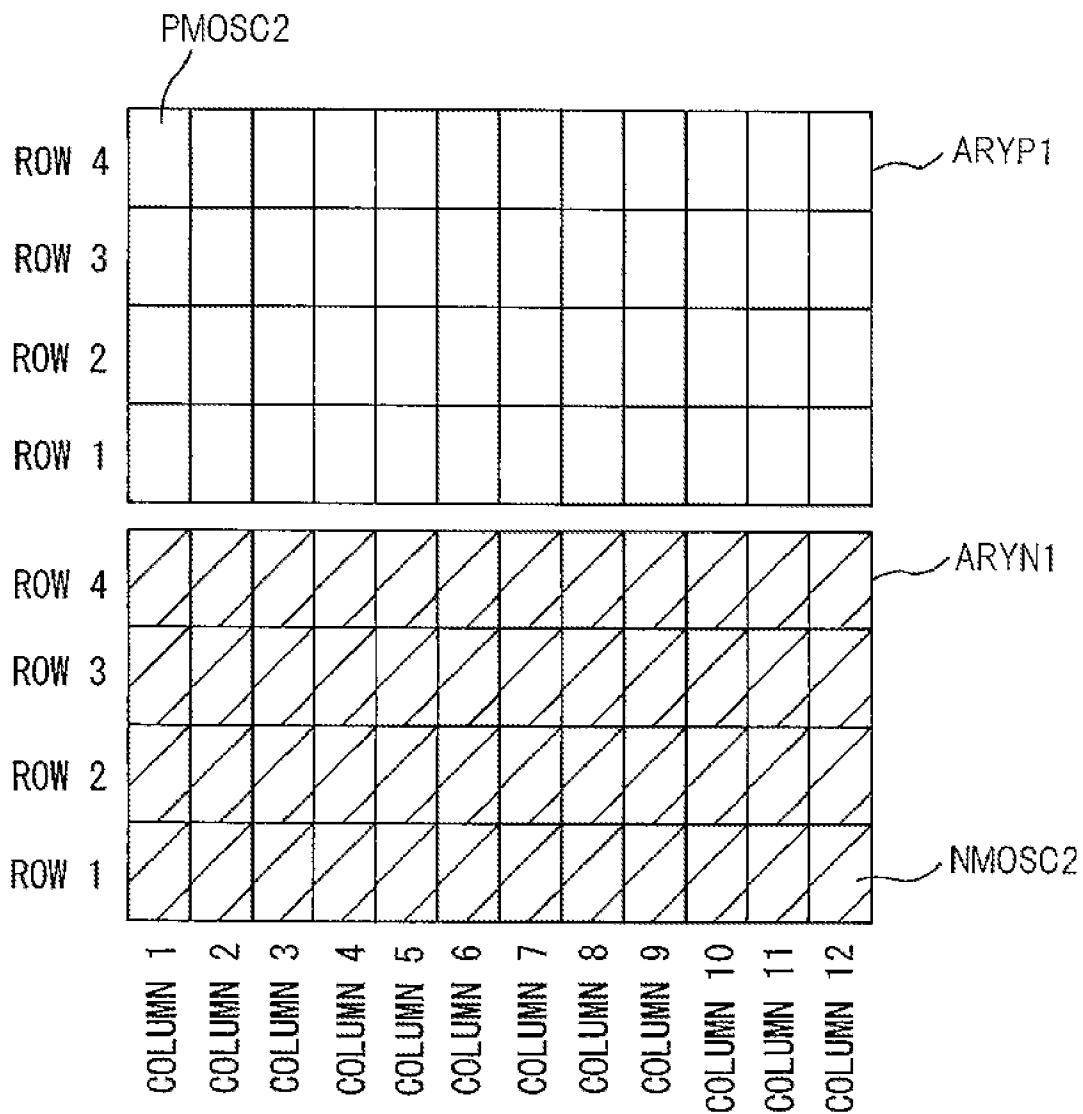 PMOSC2
ROW 4
ARYP1
ROW 3
ROW 2
ROW 1
ROW 4
ARYN1
ROW 3
ROW 2
ROW 1
NMOSC2
COLUMN 1
COLUMN 2
COLUMN 3
COLUMN 4
COLUMN 5
COLUMN 6
COLUMN 7
COLUMN 8
COLUMN 9
COLUMN 10
COLUMN 11
COLUMN 12